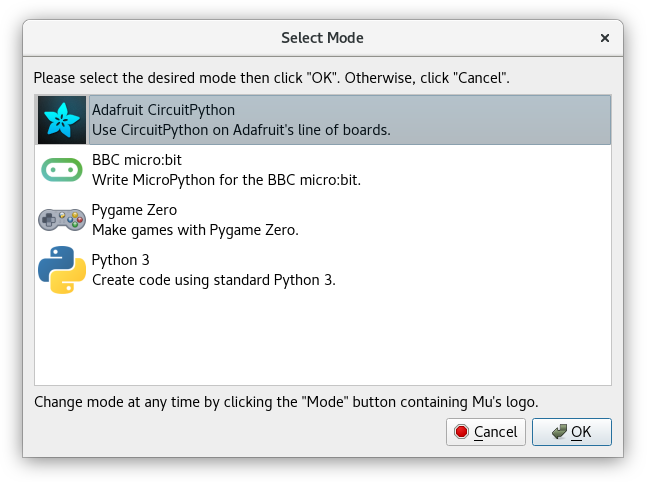 Select Mode
Please select the desired mode then click "OK". Otherwise, click "Cancel".
Adafruit CircuitPython
Use CircuitPython on Adafruit's line of boards.
BBC micro:bit
Write MicroPython for the BBC micro:bit.
Pygame Zero
Make games with Pygame Zero.
Python 3
Create code using standard Python 3.
Change mode at any time by clicking the "Mode" button containing Mu's logo.
Cancel
OK